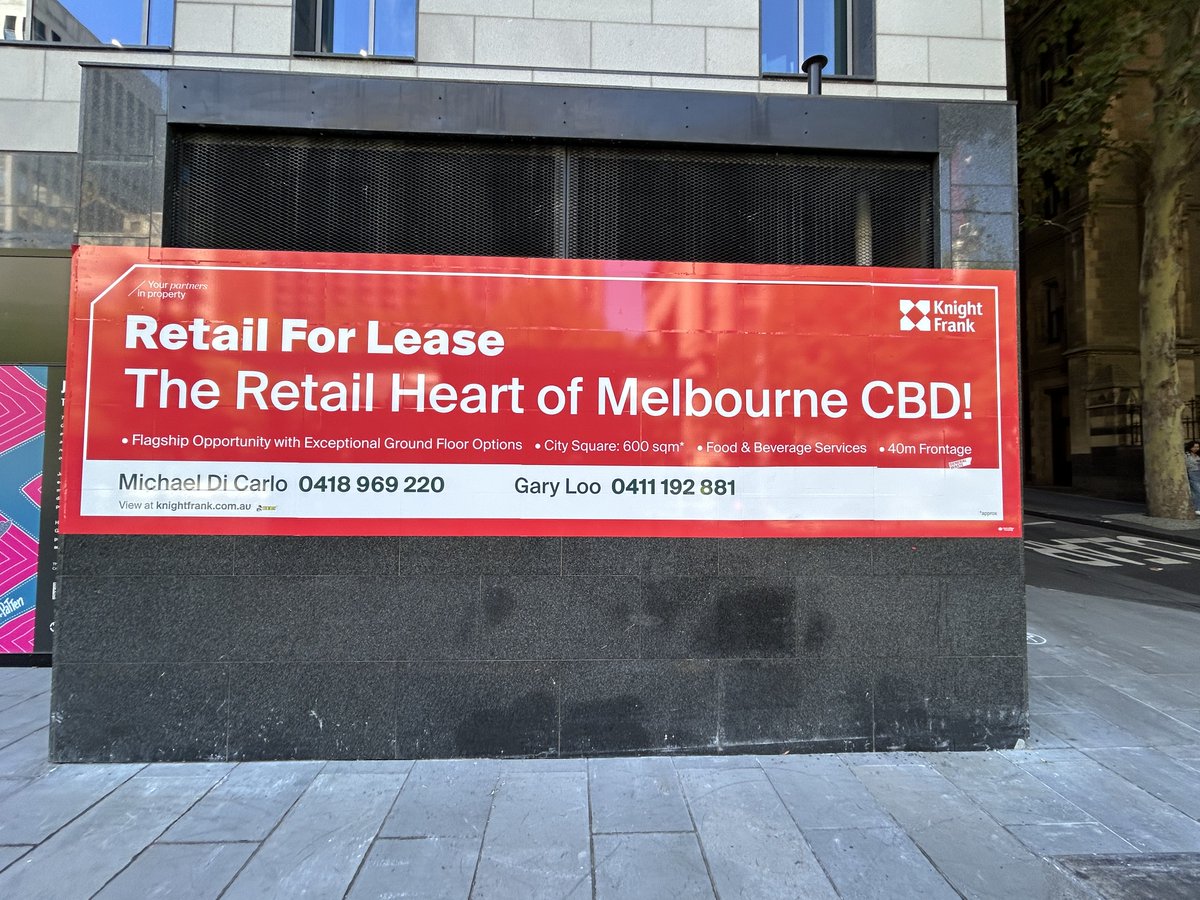 Your partners
in property
Knight
Frank
Retail For Lease
The Retail Heart of Melbourne CBD!
• Flagship Opportunity with Exceptional Ground Floor Options • City Square: 600 sqm* • Food & Beverage Services • 40m Frontage
Michael Di Carlo 0418 969 220 Gary Loo 0411 192 881
View at knightfrank.com.au
*approx